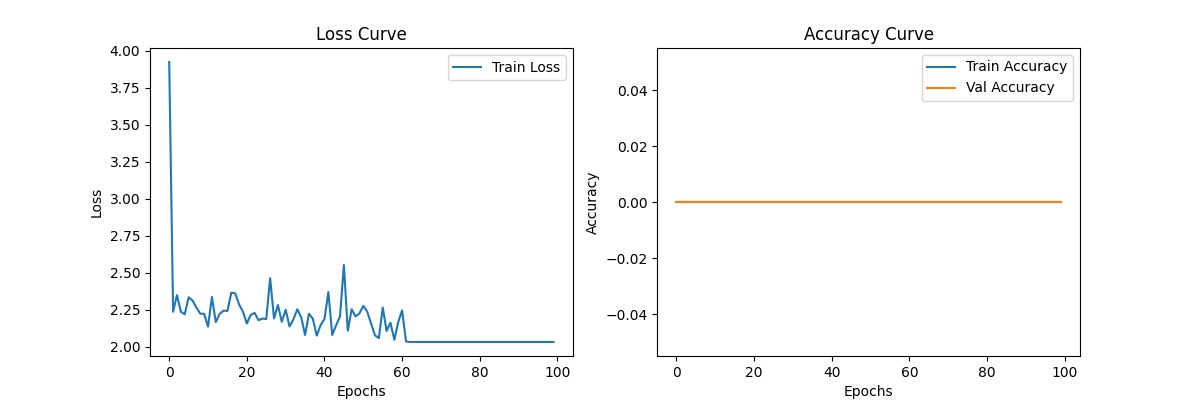 Loss Curve
Train Loss
4.00
3.75
3.50
3.25
3.00
2.75
2.50
2.25
2.00
Loss
0 20 40 60 80 100
Epochs
Accuracy Curve
Train Accuracy
Val Accuracy
0.04
0.02
0.00
−0.02
−0.04
Accuracy
0 20 40 60 80 100
Epochs